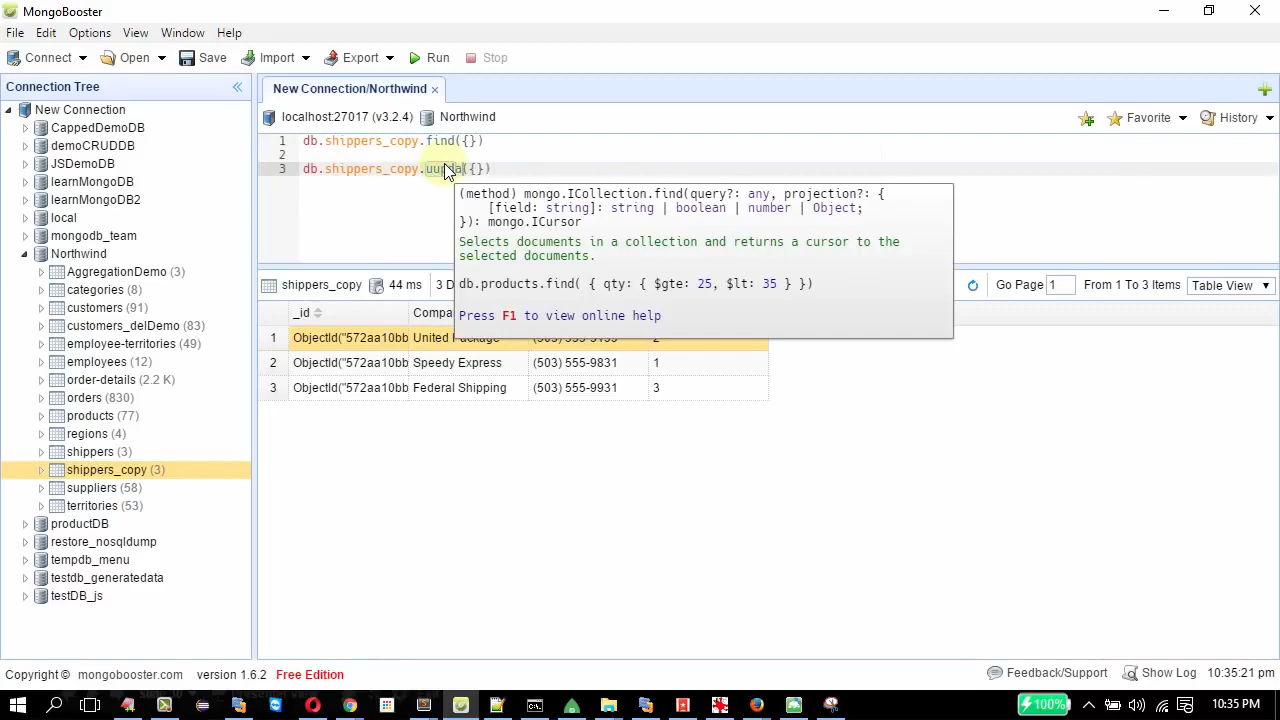 MongoBooster
File Edit Options View Window Help
Connect Open Save Import Export Run Stop
Connection Tree
New Connection
CappedDemoDB
demoCRUDDB
JSDemoDB
learnMongoDB
learnMongoDB2
local
mongodb_team
Northwind
AggregationDemo (3)
categories (8)
customers (91)
customers_delDemo (83)
employee-territories (49)
employees (12)
order-details (2.2 K)
orders (830)
products (77)
regions (4)
shippers (3)
shippers_copy (3)
suppliers (58)
territories (53)
productDB
restore_nosqldump
tempdb_menu
testdb_generatedata
testDB_js
New Connection/Northwind
localhost:27017 (v3.2.4) Northwind
Favorite History
1 db.shippers_copy.find({})
2
3 db.shippers_copy. ({})
(method) mongo.ICollection.find(query?: any, projection?: {
[field: string]: string | boolean | number | Object;
}): mongo.ICursor
Selects documents in a collection and returns a cursor to the
selected documents.
db.products.find( { qty: { $gte: 25, $lt: 35 } })
Press F1 to view online help
shippers_copy 44 ms 3 D
Go Page 1 From 1 To 3 Items Table View
_id Compa
1 ObjectId("572aa10bb United Package
2 ObjectId("572aa10bb Speedy Express (503) 555-9831 1
3 ObjectId("572aa10bb Federal Shipping (503) 555-9931 3
Copyright © mongobooster.com version 1.6.2 Free Edition
Feedback/Support Show Log 10:35:21 pm
100% 10:35 PM